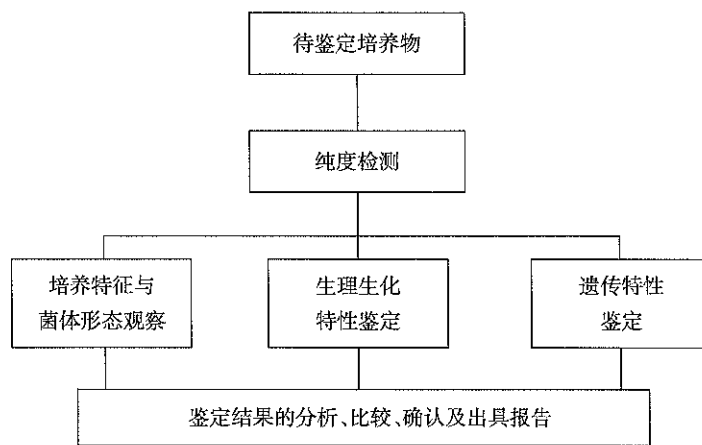 待鉴定培养物
纯度检测
培养特征与
菌体形态观察
生理生化
特性鉴定
遗传特性
鉴定
鉴定结果的分析、比较、确认及出具报告